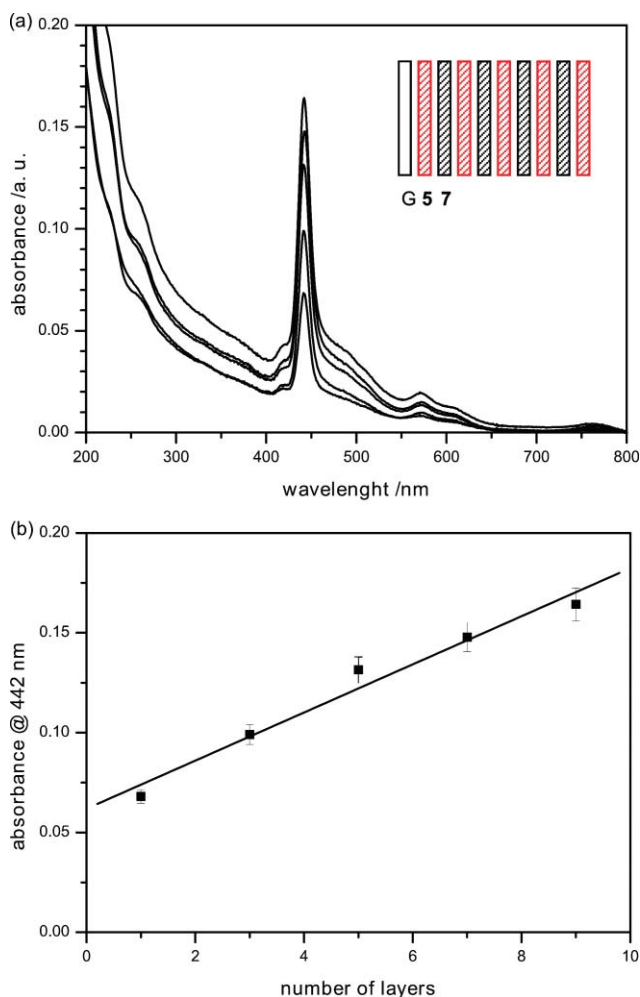 (a)
0.20
0.15
0.10
0.05
0.00
absorbance /a. u.
G 5 7
200 300 400 500 600 700 800
wavelenght /nm
(b)
0.20
0.15
0.10
0.05
0.00
absorbance @ 442 nm
0 2 4 6 8 10
number of layers